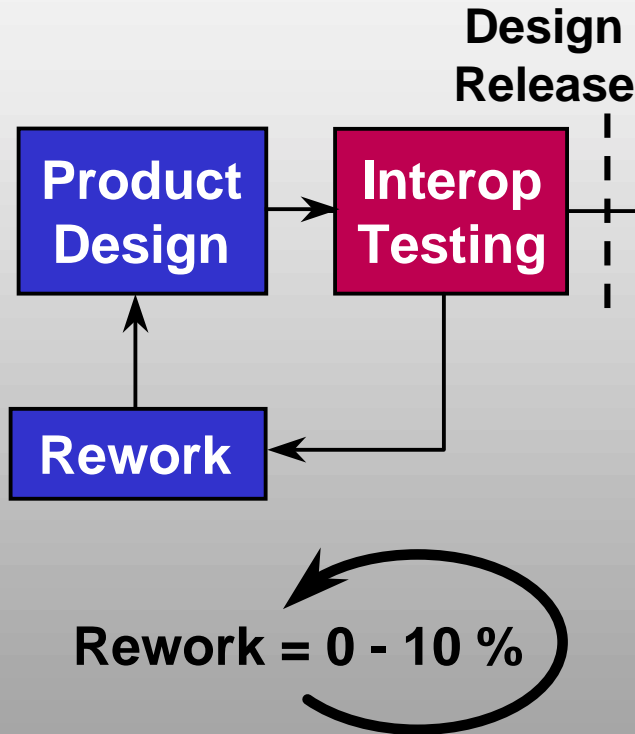 Design
Release
Product
Design
Interop
Testing
Rework
Rework = 0 - 10 %